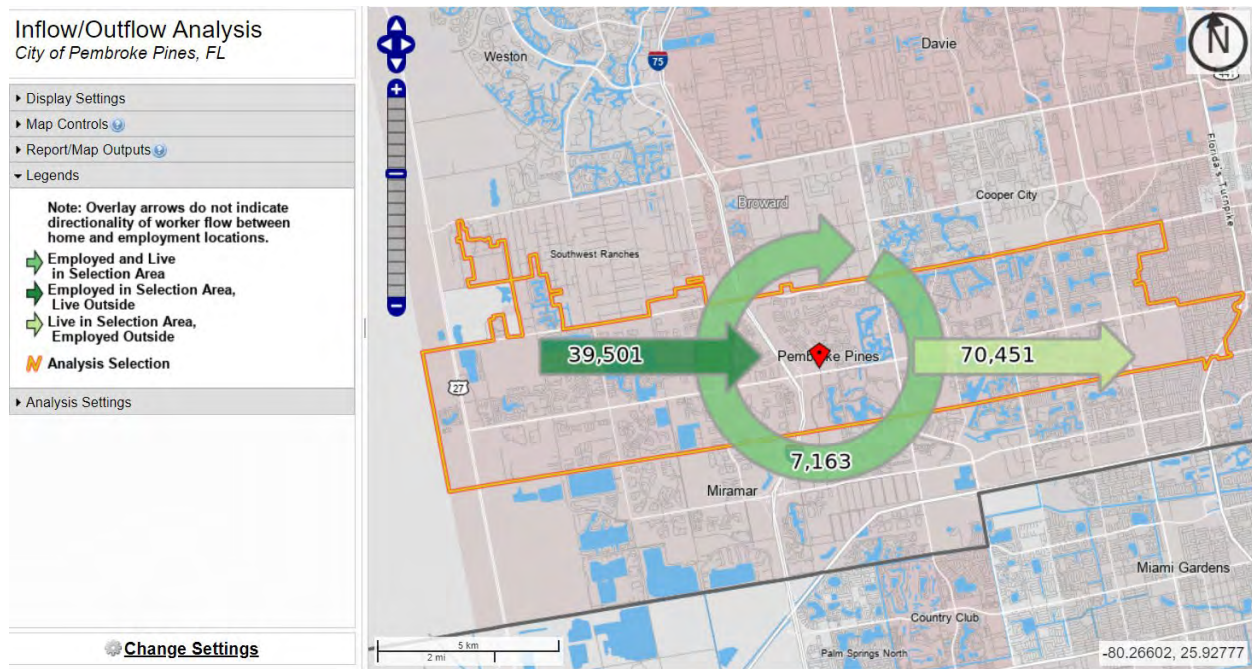 Inflow/Outflow Analysis
City of Pembroke Pines, FL
Display Settings
Map Controls
Report/Map Outputs
Legends
Note: Overlay arrows do not indicate
directionality of worker flow between
home and employment locations.
Employed and Live
in Selection Area
Employed in Selection Area,
Live Outside
Live in Selection Area,
Employed Outside
Analysis Selection
Analysis Settings
Change Settings
N
Weston
75
Davie
Florida's Turnpike
Cooper City
Broward
Southwest Ranches
39,501
Pembroke Pines
70,451
27
7,163
Miramar
Miami Gardens
Country Club
Palm Springs North
5 km
2 mi
-80.26602, 25.92777